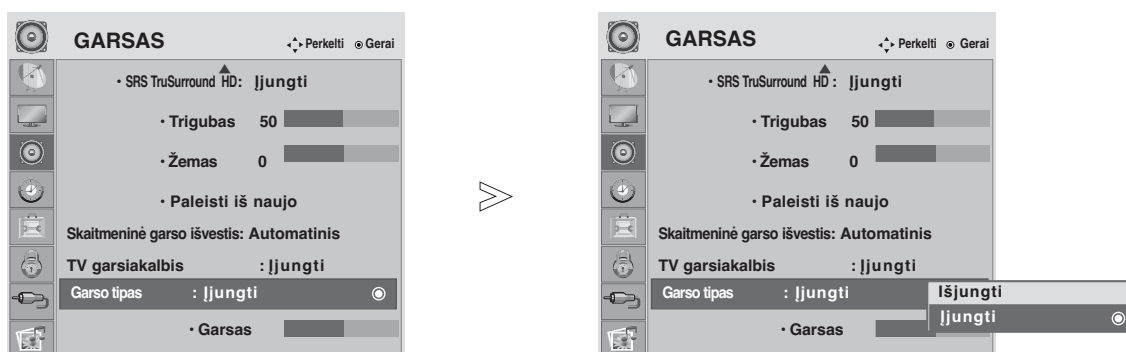 GARSAS Perkelti Gerai
• SRS TruSurround HD: Įjungti
• Trigubas 50
• Žemas 0
• Paleisti iš naujo
Skaitmeninė garso išvestis: Automatinis
TV garsiakalbis : Įjungti
Garso tipas : Įjungti
• Garsas
>
GARSAS Perkelti Gerai
• SRS TruSurround HD : Įjungti
• Trigubas 50
• Žemas 0
• Paleisti iš naujo
Skaitmeninė garso išvestis: Automatinis
TV garsiakalbis : Įjungti
Garso tipas : Įjungti
• Garsas
Išjungti
Įjungti